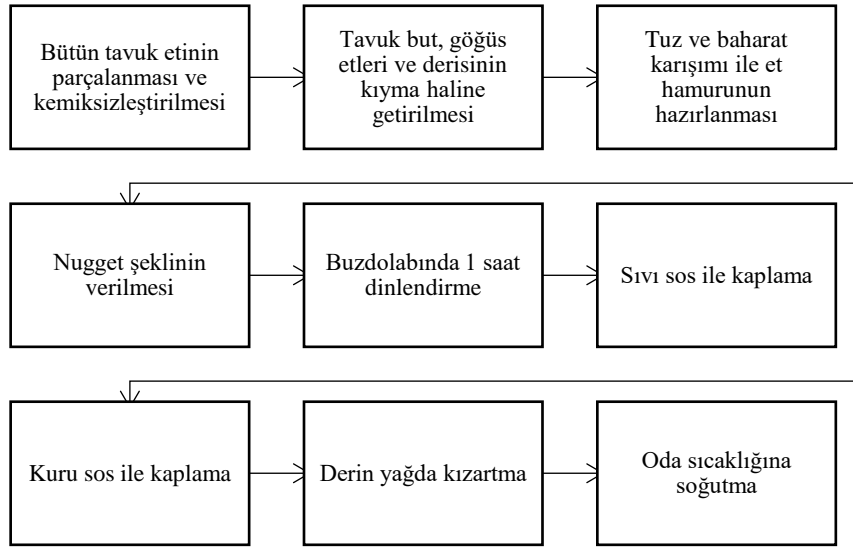 Bütün tavuk etinin
parçalanması ve
kemiksizleştirilmesi
Tavuk but, göğüs
etleri ve derisinin
kıyma haline
getirilmesi
Tuz ve baharat
karışımı ile et
hamurunun
hazırlanması
Nugget şeklinin
verilmesi
Buzdolabında 1 saat
dinlendirme
Sıvı sos ile kaplama
Kuru sos ile kaplama
Derin yağda kızartma
Oda sıcaklığına
soğutma